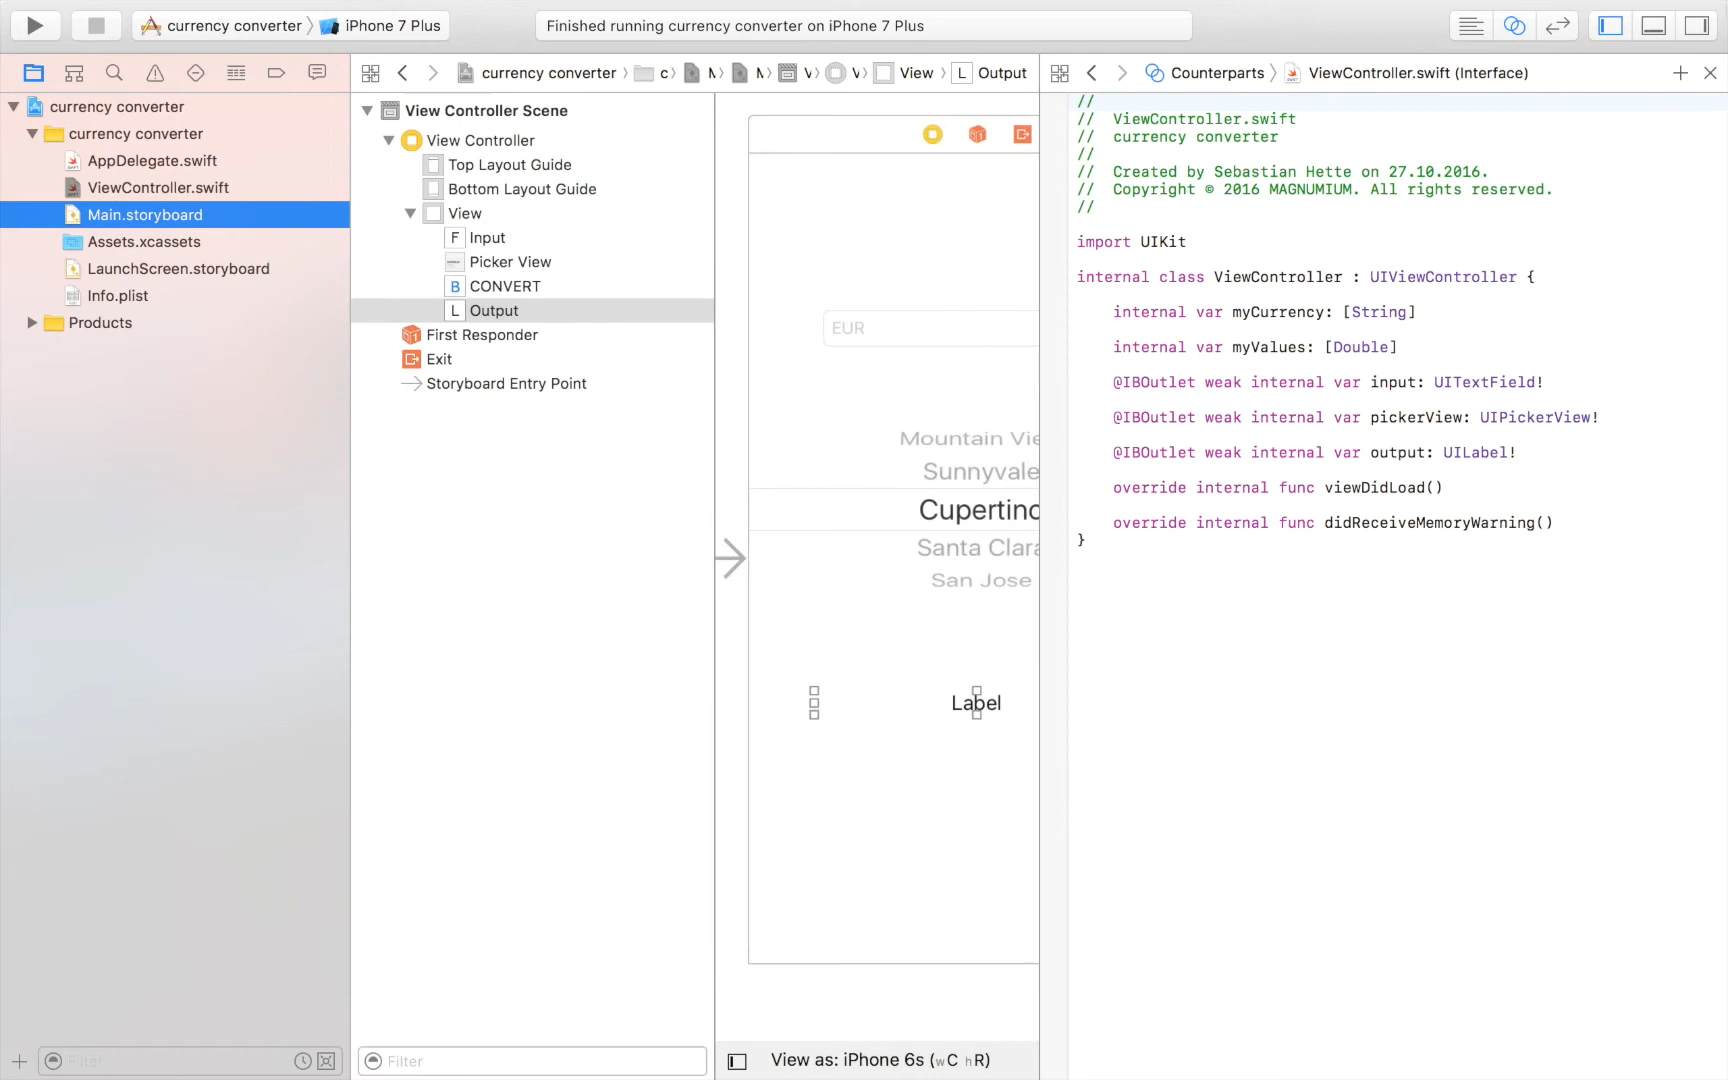 currency converter
iPhone 7 Plus
Finished running currency converter on iPhone 7 Plus
currency converter
currency converter
AppDelegate.swift
ViewController.swift
Main.storyboard
Assets.xcassets
LaunchScreen.storyboard
Info.plist
Products
Filter
currency converter
c
View
L Output
View Controller Scene
View Controller
Top Layout Guide
Bottom Layout Guide
View
F Input
Picker View
B CONVERT
L Output
First Responder
Exit
Storyboard Entry Point
Filter
EUR
Mountain Vie
Sunnyvale
Cupertino
Santa Clara
San Jose
Label
View as: iPhone 6s (wC hR)
Counterparts
ViewController.swift (Interface)
//
// ViewController.swift
// currency converter
//
// Created by Sebastian Hette on 27.10.2016.
// Copyright © 2016 MAGNUMIUM. All rights reserved.
//
import UIKit
internal class ViewController : UIViewController {
internal var myCurrency: [String]
internal var myValues: [Double]
@IBOutlet weak internal var input: UITextField!
@IBOutlet weak internal var pickerView: UIPickerView!
@IBOutlet weak internal var output: UILabel!
override internal func viewDidLoad()
override internal func didReceiveMemoryWarning()
}